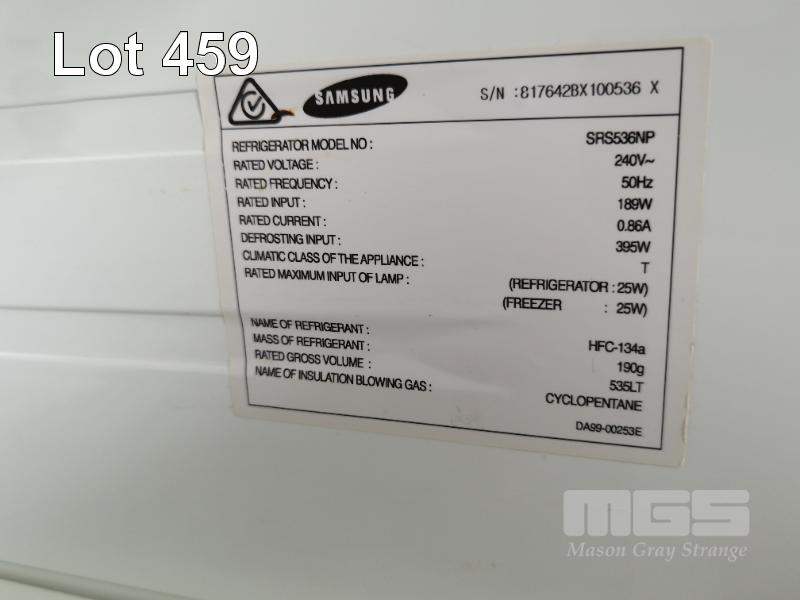 Lot 459
SAMSUNG
S/N :817642BX100536 X
REFRIGERATOR MODEL NO : SRS536NP
RATED VOLTAGE : 240V~
RATED FREQUENCY : 50Hz
RATED INPUT : 189W
RATED CURRENT : 0.86A
DEFROSTING INPUT : 395W
CLIMATIC CLASS OF THE APPLIANCE : T
RATED MAXIMUM INPUT OF LAMP : (REFRIGERATOR : 25W)
(FREEZER : 25W)
NAME OF REFRIGERANT : HFC-134a
MASS OF REFRIGERANT : 190g
RATED GROSS VOLUME : 535LT
NAME OF INSULATION BLOWING GAS : CYCLOPENTANE
DA99-00253E
MGS
Mason Gray Strange